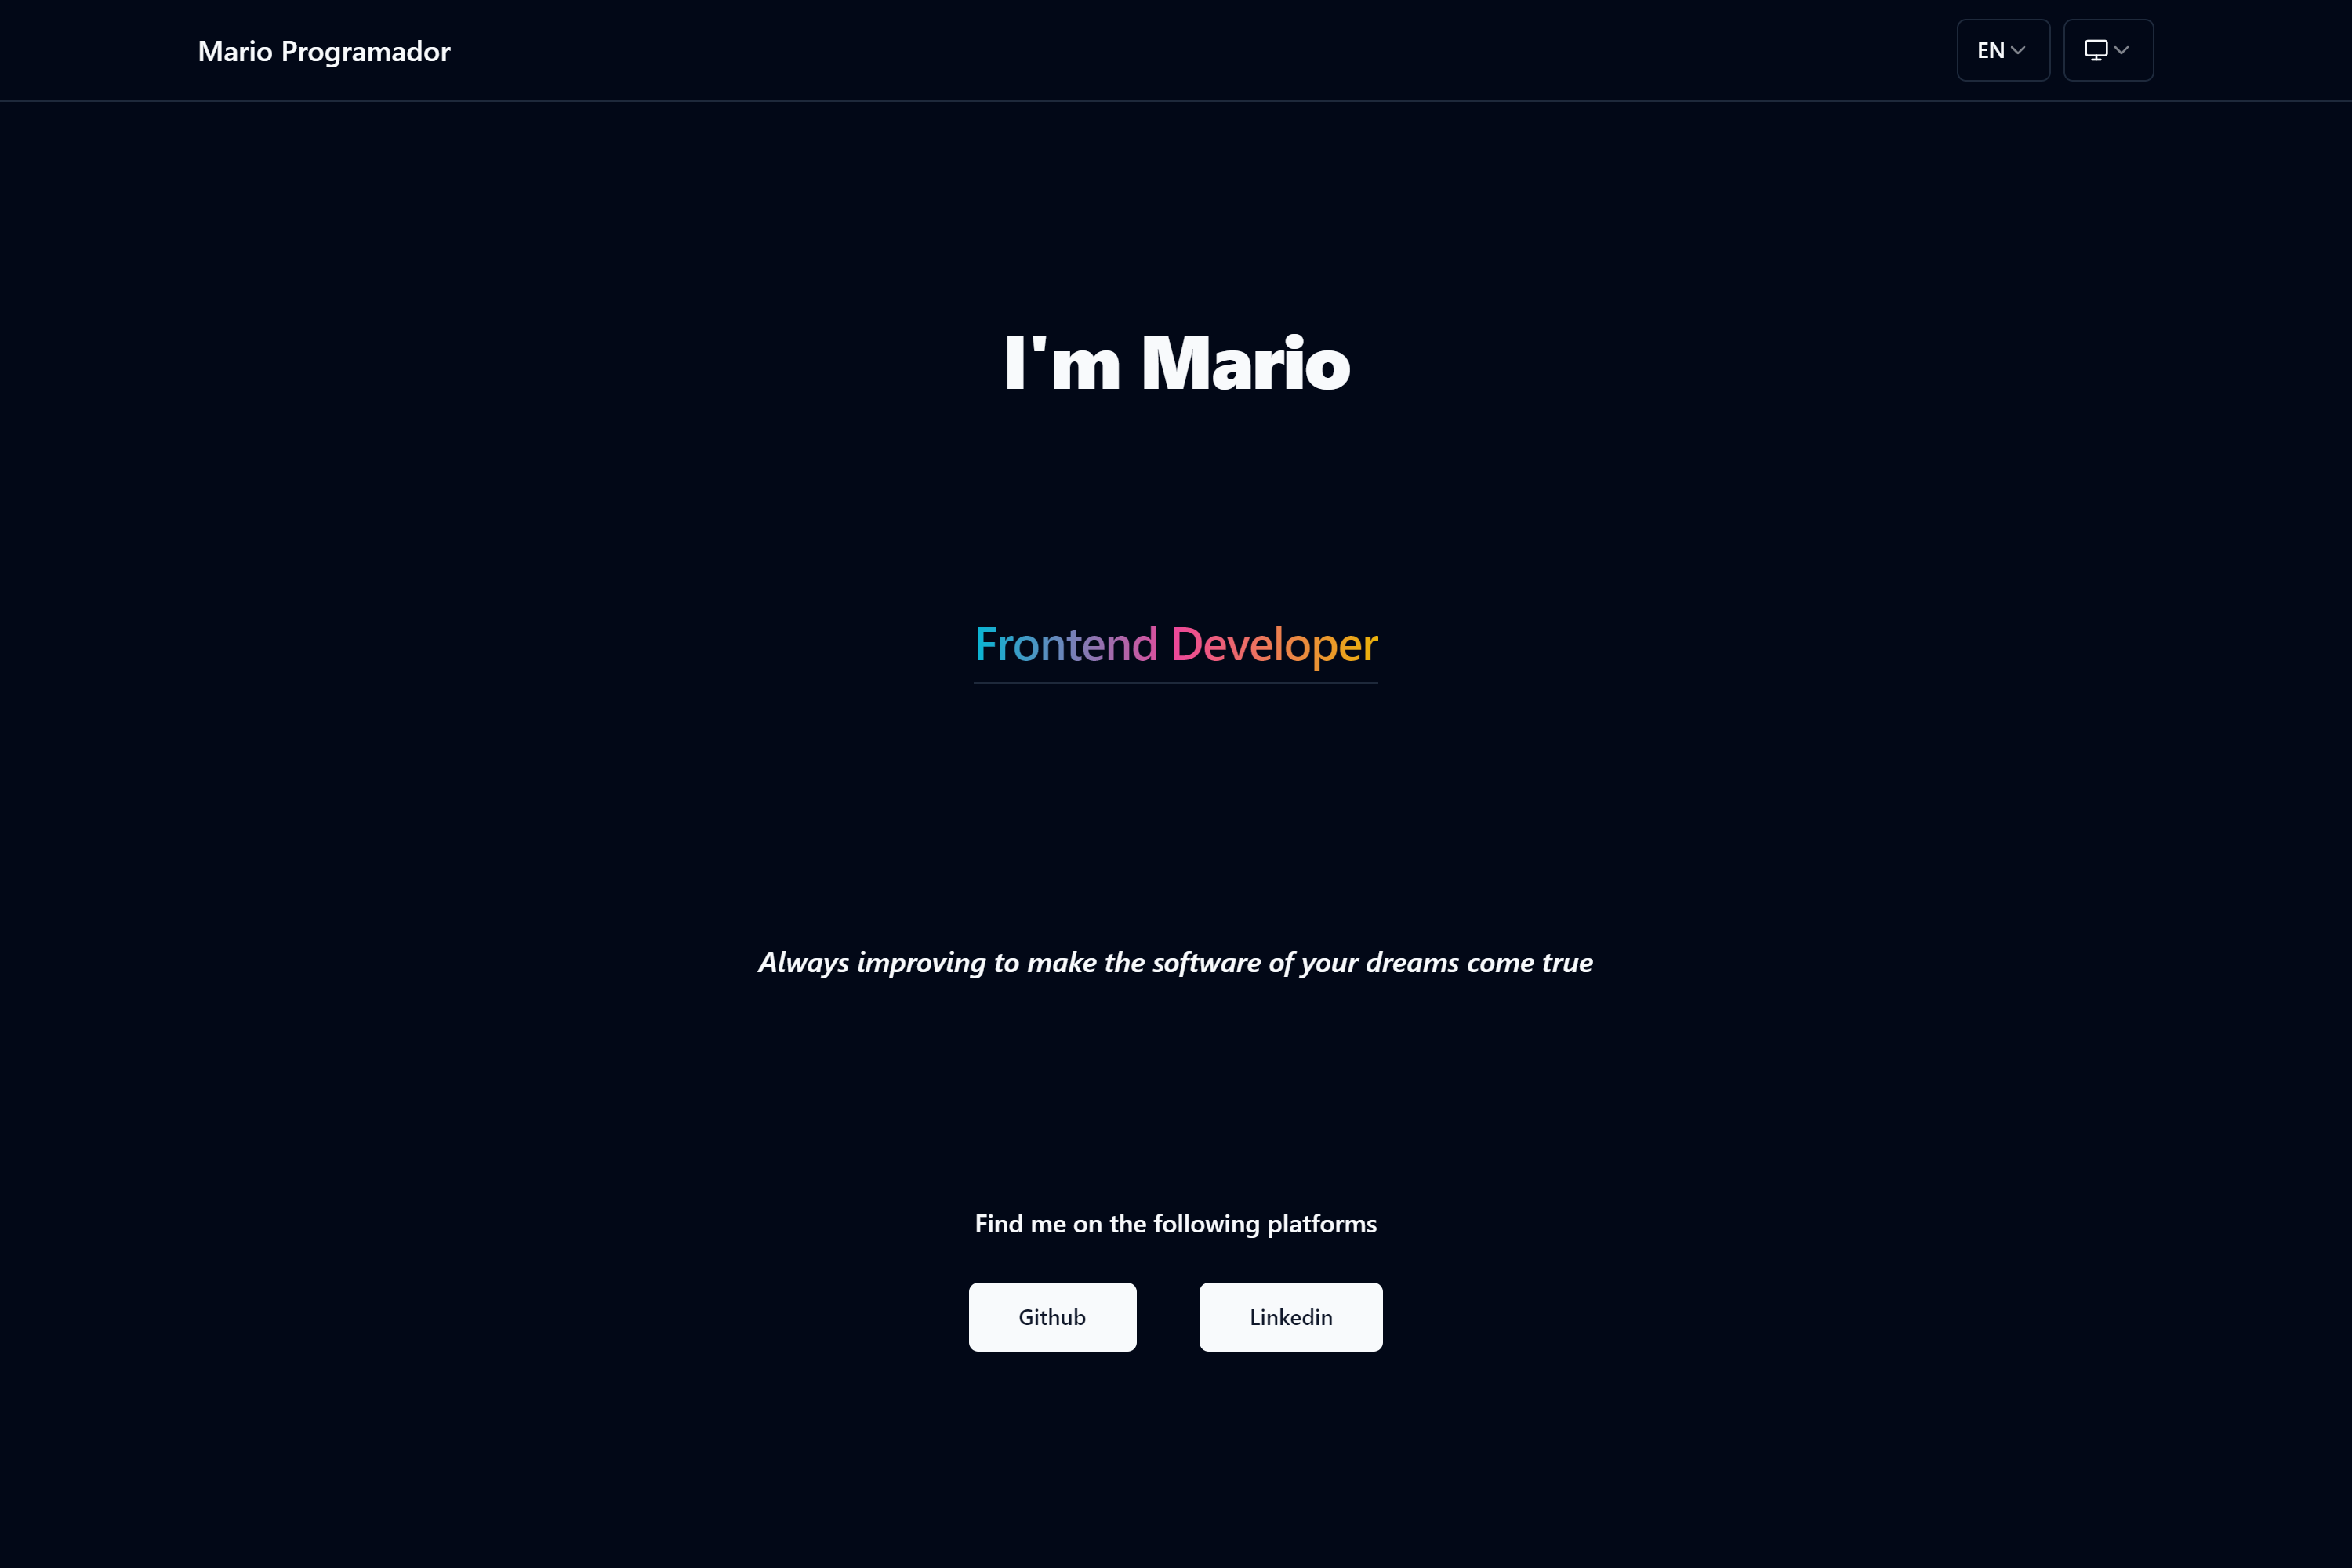 Mario Programador
EN
I'm Mario
Frontend Developer
Always improving to make the software of your dreams come true
Find me on the following platforms
Github
Linkedin